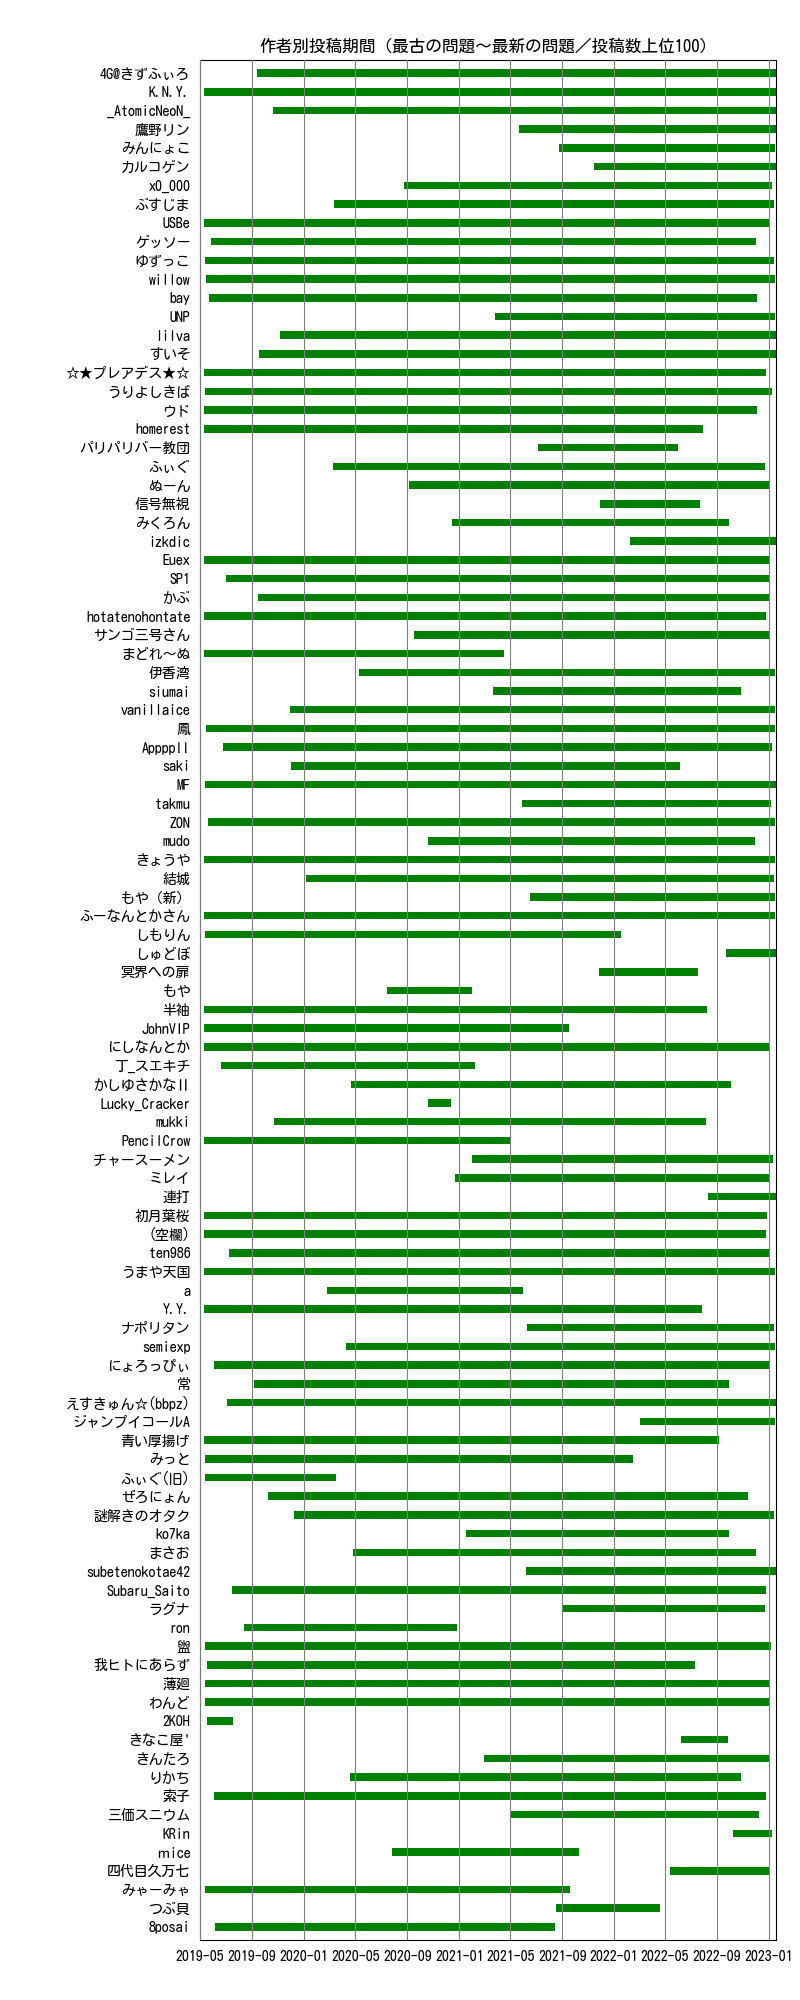 作者別投稿期間（最古の問題～最新の問題／投稿数上位100）
4G@きずふぃろ
K.N.Y.
_AtomicNeoN_
鷹野リン
みんにょこ
カルコゲン
x0_000
ぶすじま
USBe
ゲッソー
ゆずっこ
willow
bay
UNP
lilva
すいそ
☆★プレアデス★☆
うりよしきば
ウド
homerest
パリパリバー教団
ふぃぐ
ぬーん
信号無視
みくろん
izkdic
Euex
SP1
かぶ
hotatenohontate
サンゴ三号さん
まどれ～ぬ
伊香湾
siumai
vanillaice
鳳
AppppII
saki
MF
takmu
ZON
mudo
きょうや
結城
もや（新）
ふーなんとかさん
しもりん
しゅどぼ
冥界への扉
もや
半袖
JohnVIP
にしなんとか
丁_スエキチ
かしゆさかなⅡ
Lucky_Cracker
mukki
PencilCrow
チャースーメン
ミレイ
連打
初月葉桜
(空欄)
ten986
うまや天国
a
Y.Y.
ナポリタン
semiexp
にょろっぴぃ
常
えすきゅん☆(bbpz)
ジャンプイコールA
青い厚揚げ
みっと
ふぃぐ(旧)
ぜろにょん
謎解きのオタク
ko7ka
まさお
subetenokotae42
Subaru_Saito
ラグナ
ron
鬯
我ヒトにあらず
薄廻
わんど
2KOH
きなこ屋'
きんたろ
りかち
索子
三価スニウム
KRin
mice
四代目久万七
みゃーみゃ
つぶ貝
8posai
2019-05 2019-09 2020-01 2020-05 2020-09 2021-01 2021-05 2021-09 2022-01 2022-05 2022-09 2023-01